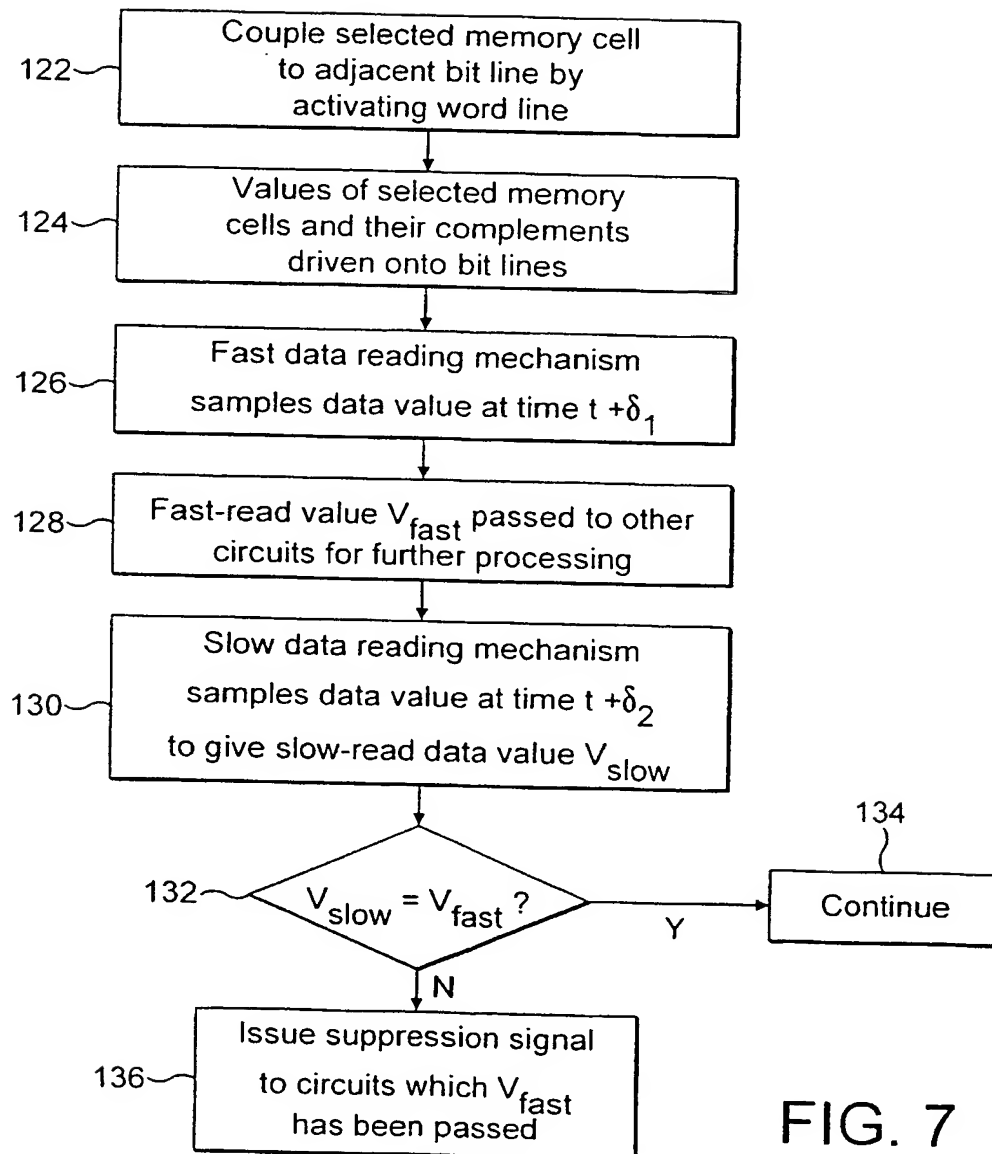 122
Couple selected memory cell
to adjacent bit line by
activating word line
124
Values of selected memory
cells and their complements
driven onto bit lines
126
Fast data reading mechanism
samples data value at time t +δ1
128
Fast-read value Vfast passed to other
circuits for further processing
130
Slow data reading mechanism
samples data value at time t +δ2
to give slow-read data value Vslow
132
Vslow = Vfast ?
Y
134
Continue
N
136
Issue suppression signal
to circuits which Vfast
has been passed
FIG. 7